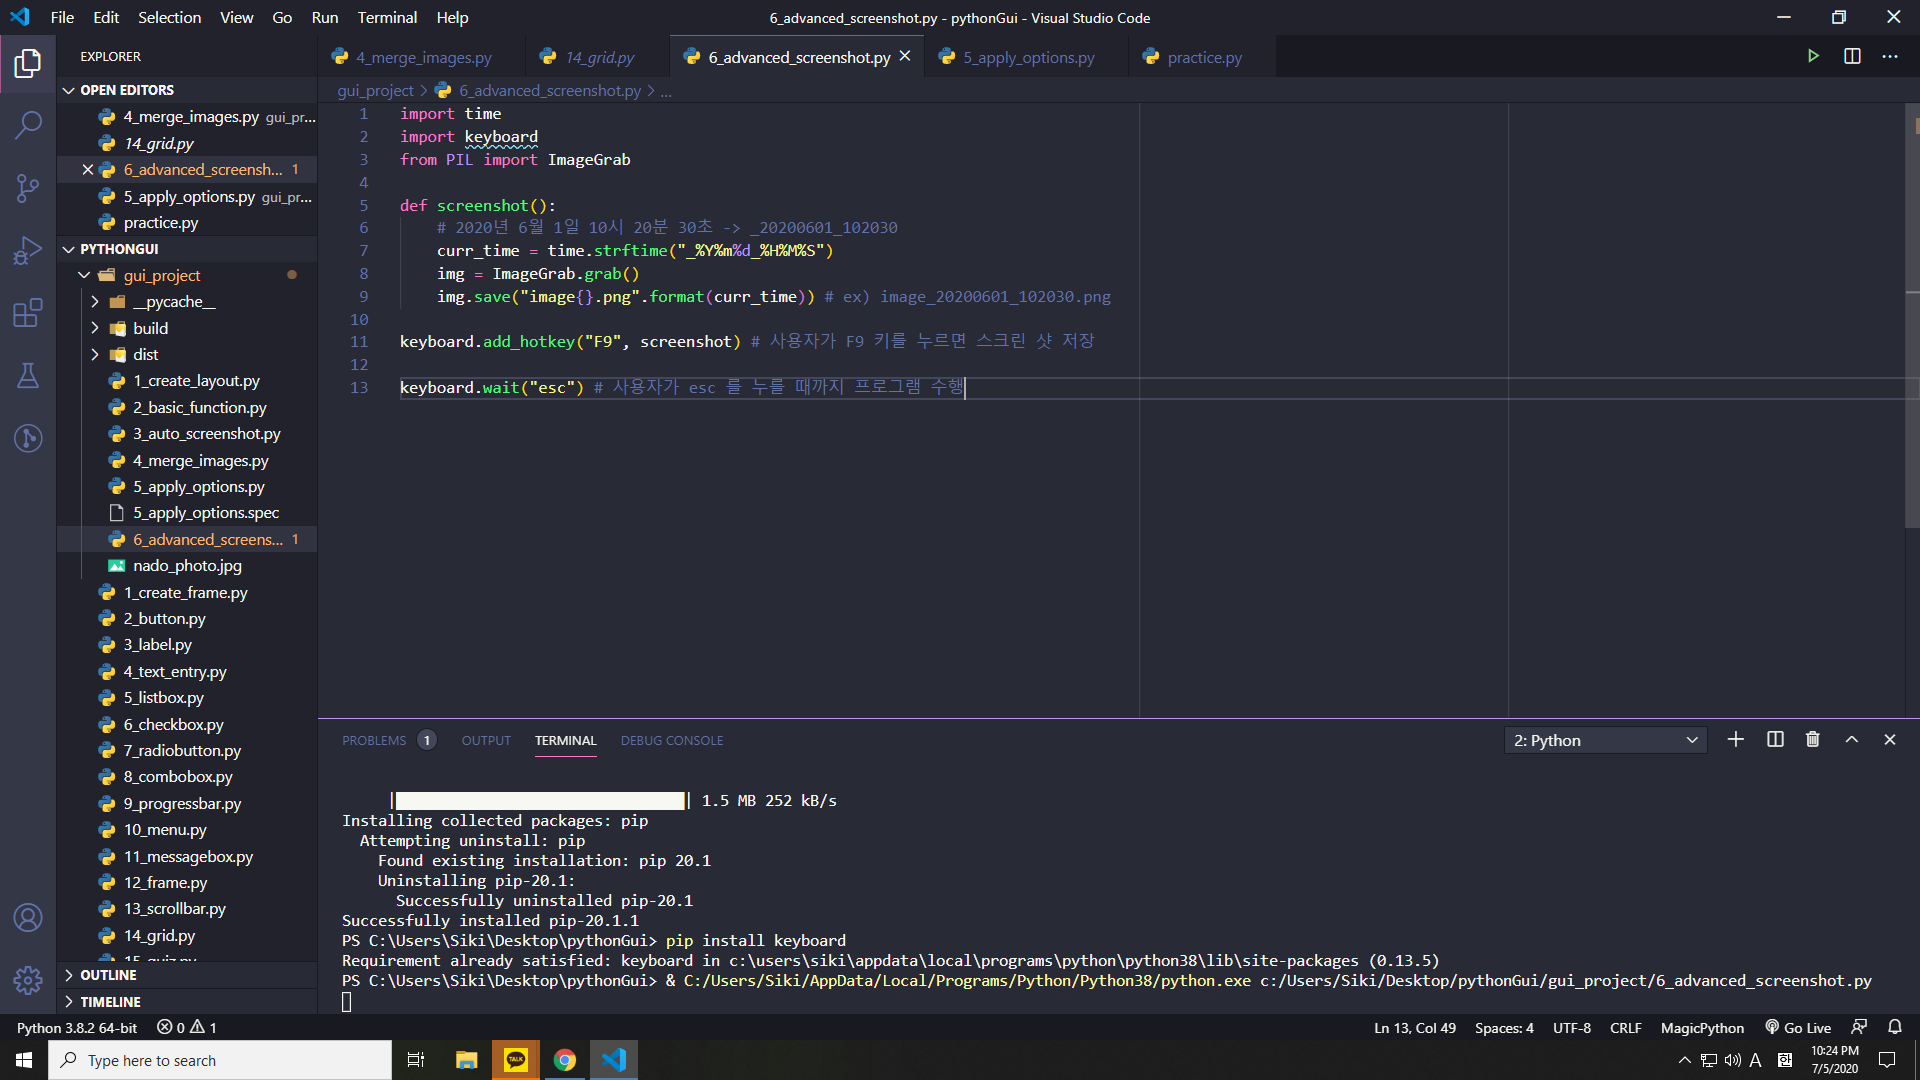 File Edit Selection View Go Run Terminal Help
6_advanced_screenshot.py - pythonGui - Visual Studio Code
EXPLORER
OPEN EDITORS
4_merge_images.py gui_pr...
14_grid.py
6_advanced_screensh... 1
5_apply_options.py gui_pr...
practice.py
PYTHONGUI
gui_project
__pycache__
build
dist
1_create_layout.py
2_basic_function.py
3_auto_screenshot.py
4_merge_images.py
5_apply_options.py
5_apply_options.spec
6_advanced_screens... 1
nado_photo.jpg
1_create_frame.py
2_button.py
3_label.py
4_text_entry.py
5_listbox.py
6_checkbox.py
7_radiobutton.py
8_combobox.py
9_progressbar.py
10_menu.py
11_messagebox.py
12_frame.py
13_scrollbar.py
14_grid.py
15_quiz.py
OUTLINE
TIMELINE
4_merge_images.py 14_grid.py 6_advanced_screenshot.py 5_apply_options.py practice.py
gui_project > 6_advanced_screenshot.py > ...
1 import time
2 import keyboard
3 from PIL import ImageGrab
4
5 def screenshot():
6 # 2020년 6월 1일 10시 20분 30초 -> _20200601_102030
7 curr_time = time.strftime("_%Y%m%d_%H%M%S")
8 img = ImageGrab.grab()
9 img.save("image{}.png".format(curr_time)) # ex) image_20200601_102030.png
10
11 keyboard.add_hotkey("F9", screenshot) # 사용자가 F9 키를 누르면 스크린 샷 저장
12
13 keyboard.wait("esc") # 사용자가 esc 를 누를 때까지 프로그램 수행
PROBLEMS 1 OUTPUT TERMINAL DEBUG CONSOLE
2: Python
| | 1.5 MB 252 kB/s
Installing collected packages: pip
Attempting uninstall: pip
Found existing installation: pip 20.1
Uninstalling pip-20.1:
Successfully uninstalled pip-20.1
Successfully installed pip-20.1.1
PS C:\Users\Siki\Desktop\pythonGui> pip install keyboard
Requirement already satisfied: keyboard in c:\users\siki\appdata\local\programs\python\python38\lib\site-packages (0.13.5)
PS C:\Users\Siki\Desktop\pythonGui> & C:/Users/Siki/AppData/Local/Programs/Python/Python38/python.exe c:/Users/Siki/Desktop/pythonGui/gui_project/6_advanced_screenshot.py
Python 3.8.2 64-bit 0 1
Ln 13, Col 49 Spaces: 4 UTF-8 CRLF MagicPython Go Live
Type here to search
TALK
A 한
10:24 PM
7/5/2020